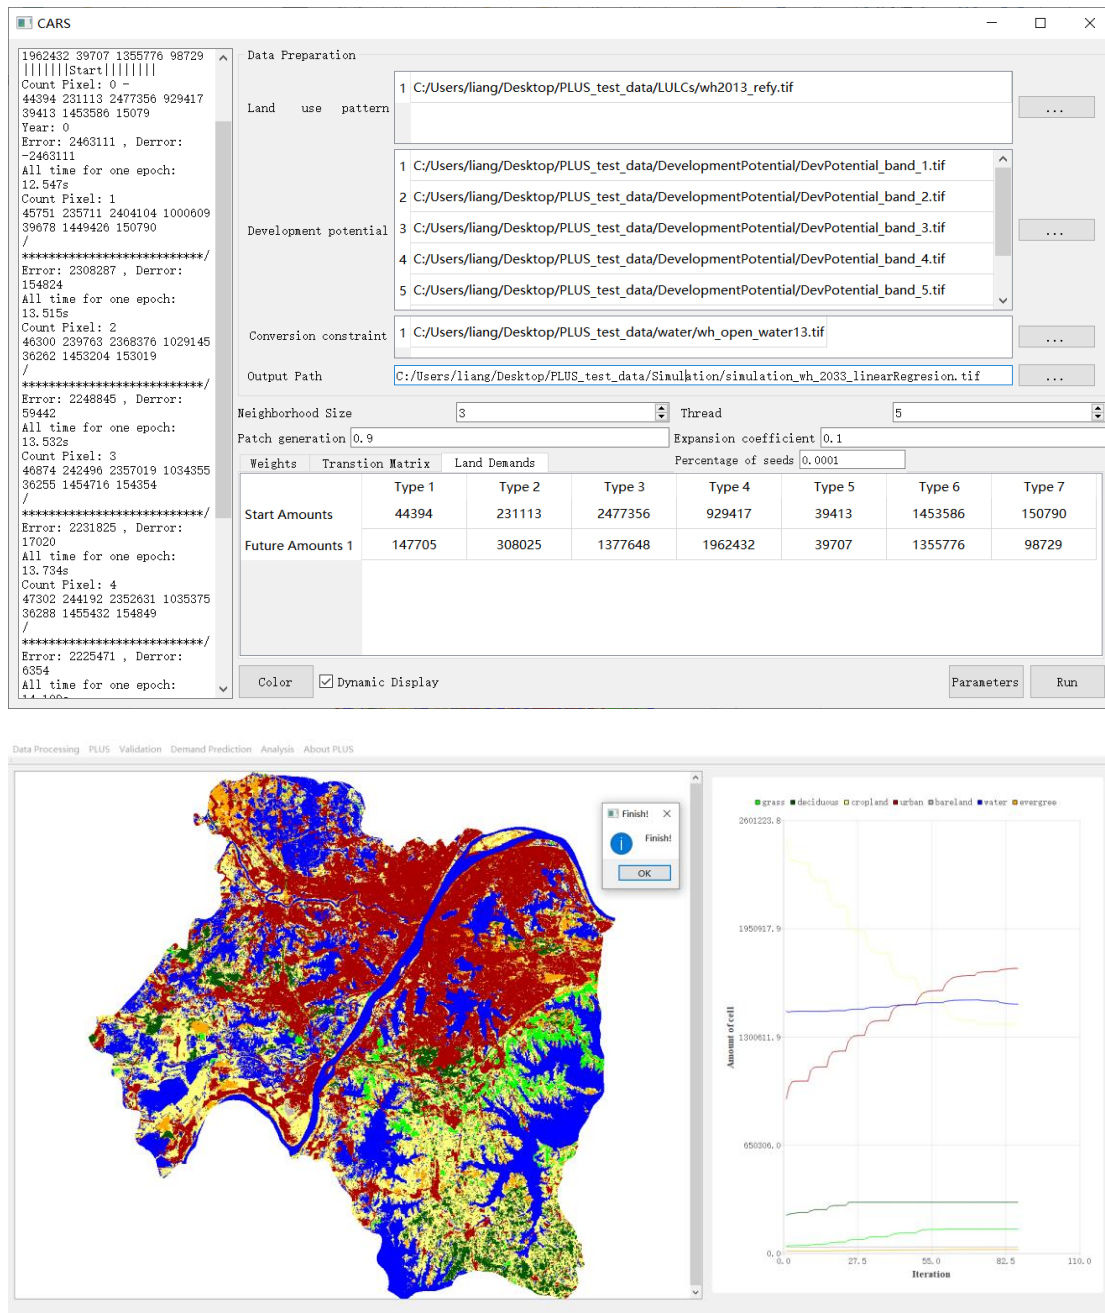 CARS
1962432 39707 1355776 98729
|||||||Start||||||||
Count Pixel: 0 -
44394 231113 2477356 929417
39413 1453586 15079
Year: 0
Error: 2463111 , Derror:
-2463111
All time for one epoch:
12.547s
Count Pixel: 1
45751 235711 2404104 1000609
39678 1449426 150790
/
***************************/
Error: 2308287 , Derror:
154824
All time for one epoch:
13.515s
Count Pixel: 2
46300 239763 2368376 1029145
36262 1453204 153019
/
***************************/
Error: 2248845 , Derror:
59442
All time for one epoch:
13.532s
Count Pixel: 3
46874 242496 2357019 1034355
36255 1454716 154354
/
***************************/
Error: 2231825 , Derror:
17020
All time for one epoch:
13.734s
Count Pixel: 4
47302 244192 2352631 1035375
36288 1455432 154849
/
***************************/
Error: 2225471 , Derror:
6354
All time for one epoch:
Data Preparation
Land use pattern
1 C:/Users/liang/Desktop/PLUS_test_data/LULCs/wh2013_refy.tif
...
Development potential
1 C:/Users/liang/Desktop/PLUS_test_data/DevelopmentPotential/DevPotential_band_1.tif
2 C:/Users/liang/Desktop/PLUS_test_data/DevelopmentPotential/DevPotential_band_2.tif
3 C:/Users/liang/Desktop/PLUS_test_data/DevelopmentPotential/DevPotential_band_3.tif
4 C:/Users/liang/Desktop/PLUS_test_data/DevelopmentPotential/DevPotential_band_4.tif
5 C:/Users/liang/Desktop/PLUS_test_data/DevelopmentPotential/DevPotential_band_5.tif
...
Conversion constraint
1 C:/Users/liang/Desktop/PLUS_test_data/water/wh_open_water13.tif
...
Output Path
C:/Users/liang/Desktop/PLUS_test_data/Simulation/simulation_wh_2033_linearRegresion.tif
...
Neighborhood Size 3 Thread 5
Patch generation 0.9 Expansion coefficient 0.1
Weights Transtion Matrix Land Demands Percentage of seeds 0.0001
Type 1 Type 2 Type 3 Type 4 Type 5 Type 6 Type 7
Start Amounts 44394 231113 2477356 929417 39413 1453586 150790
Future Amounts 1 147705 308025 1377648 1962432 39707 1355776 98729
Color Dynamic Display Parameters Run
Data Processing PLUS Validation Demand Prediction Analysis About PLUS
Finish!
Finish!
OK
grass deciduous cropland urban bareland water evergree
2601223.8
1950917.9
1300611.9
650306.0
0.0
Amount of cell
0.0 27.5 55.0 82.5 110.0
Iteration